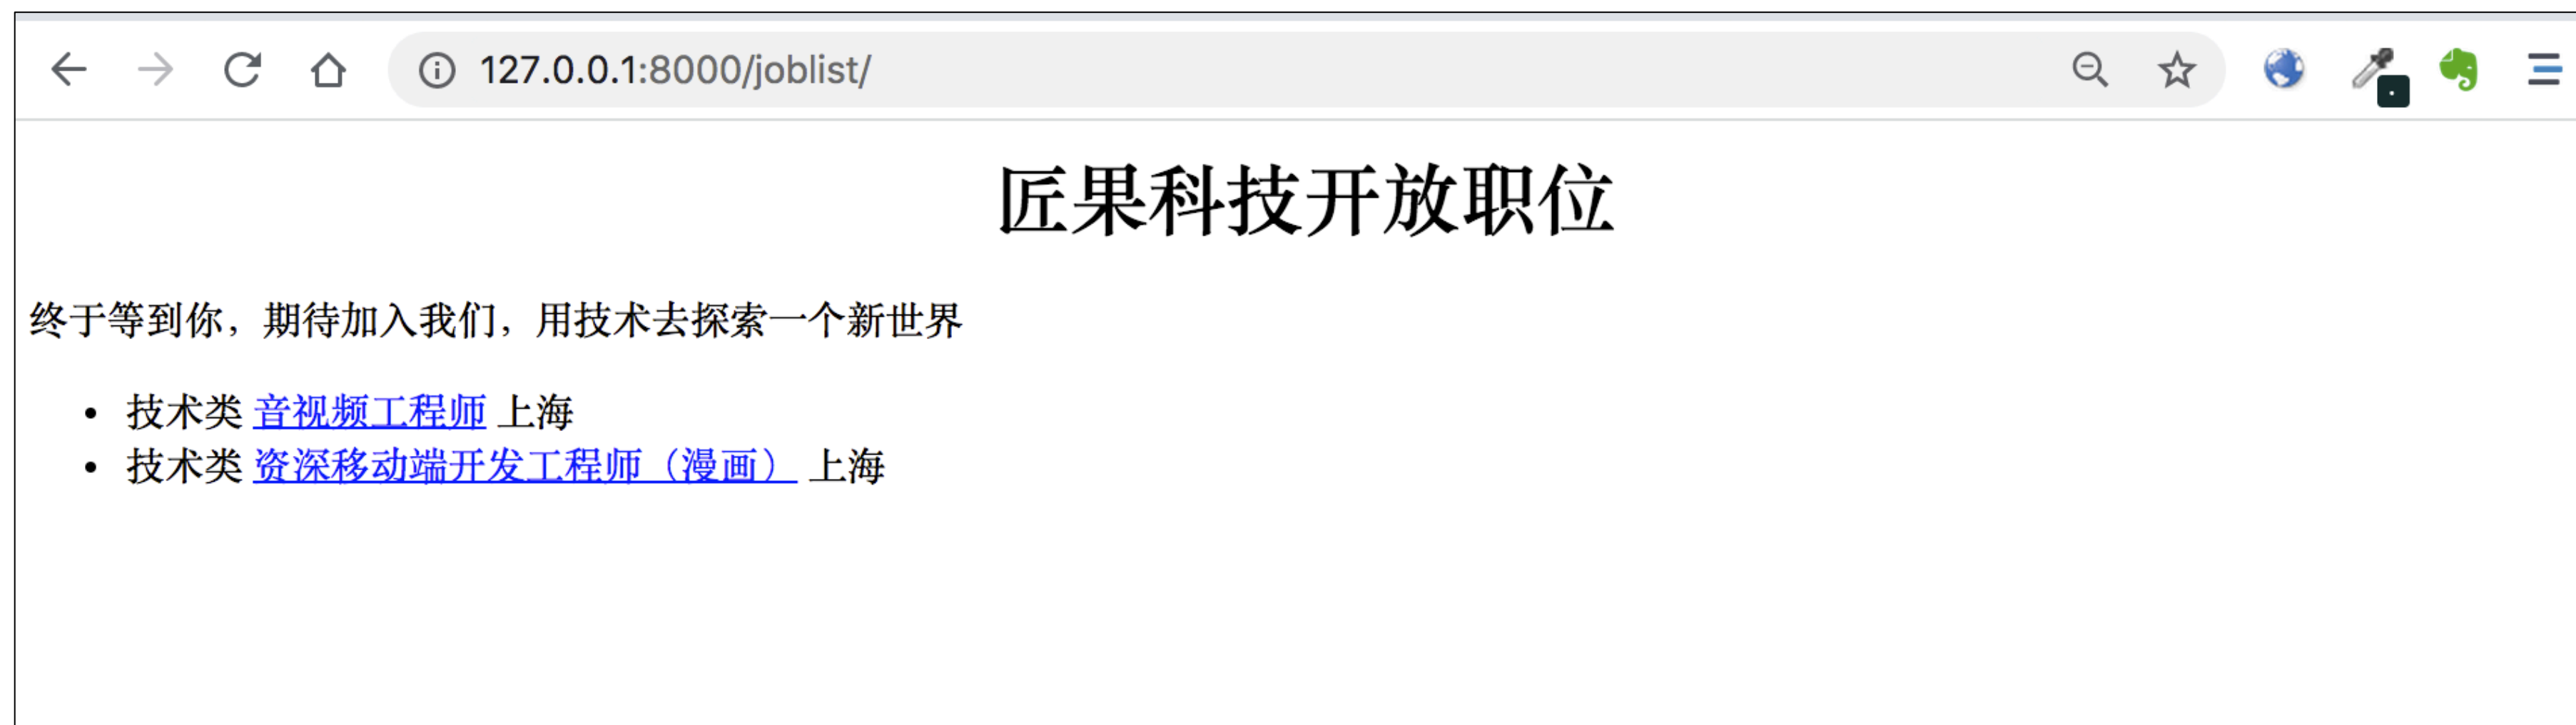 127.0.0.1:8000/joblist/
匠果科技开放职位
终于等到你，期待加入我们，用技术去探索一个新世界
• 技术类 音视频工程师 上海
• 技术类 资深移动端开发工程师（漫画） 上海